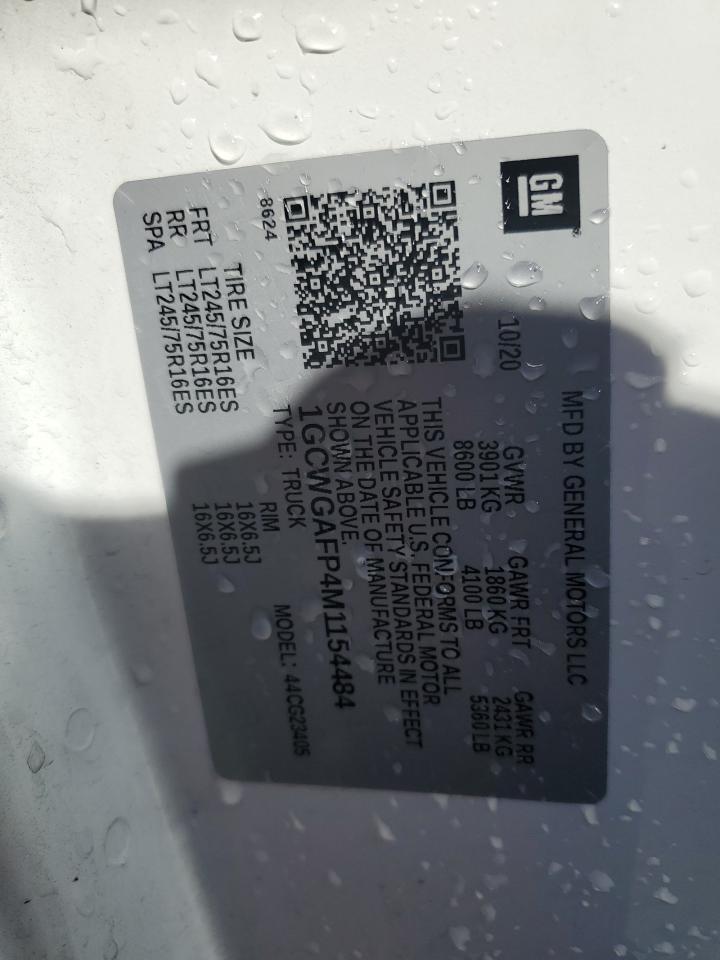 GM
MFD BY GENERAL MOTORS LLC
10/20
GVWR GAWR FRT GAWR RR
3901 KG 1860 KG 2431 KG
8600 LB 4100 LB 5360 LB
THIS VEHICLE CONFORMS TO ALL
APPLICABLE U.S. FEDERAL MOTOR
VEHICLE SAFETY STANDARDS IN EFFECT
ON THE DATE OF MANUFACTURE
SHOWN ABOVE.
1GCWGAFP4M1154484
TYPE: TRUCK MODEL: 44CG23405
8624
TIRE SIZE RIM
FRT LT245/75R16ES 16X6.5J
RR LT245/75R16ES 16X6.5J
SPA LT245/75R16ES 16X6.5J